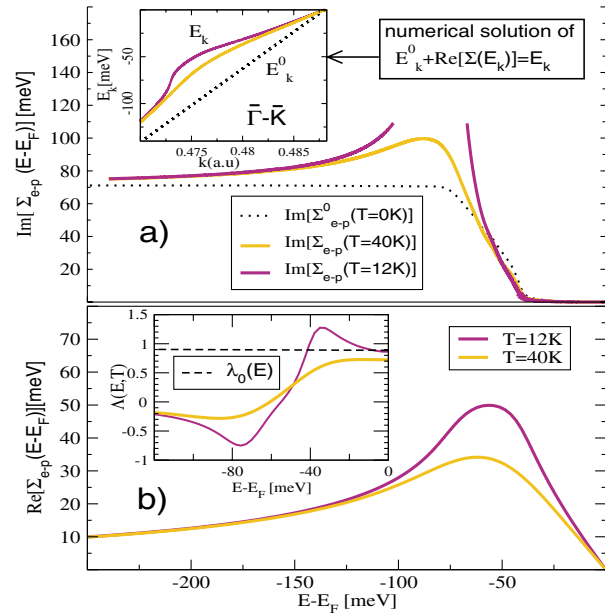 a)
numerical solution of
E⁰ₖ+Re[Σ(Eₖ)]=Eₖ
Eₖ
E⁰ₖ
Γ̄-K̄
Eₖ[meV]
-50
-100
0.475 0.48 0.485
k(a.u)
Im[Σe-p(E-EF)] [meV]
160
140
120
100
80
60
40
20
0
Im[Σ⁰e-p(T=0K)]
Im[Σe-p(T=40K)]
Im[Σe-p(T=12K)]
b)
Re[Σe-p(E-EF)][meV]
80
70
60
50
40
30
20
10
Λ(E,T)
1.5
1
0.5
0
-0.5
-1
λ₀(E)
-80 -40 0
E-EF [meV]
T=12K
T=40K
-200 -150 -100 -50
E-EF [meV]